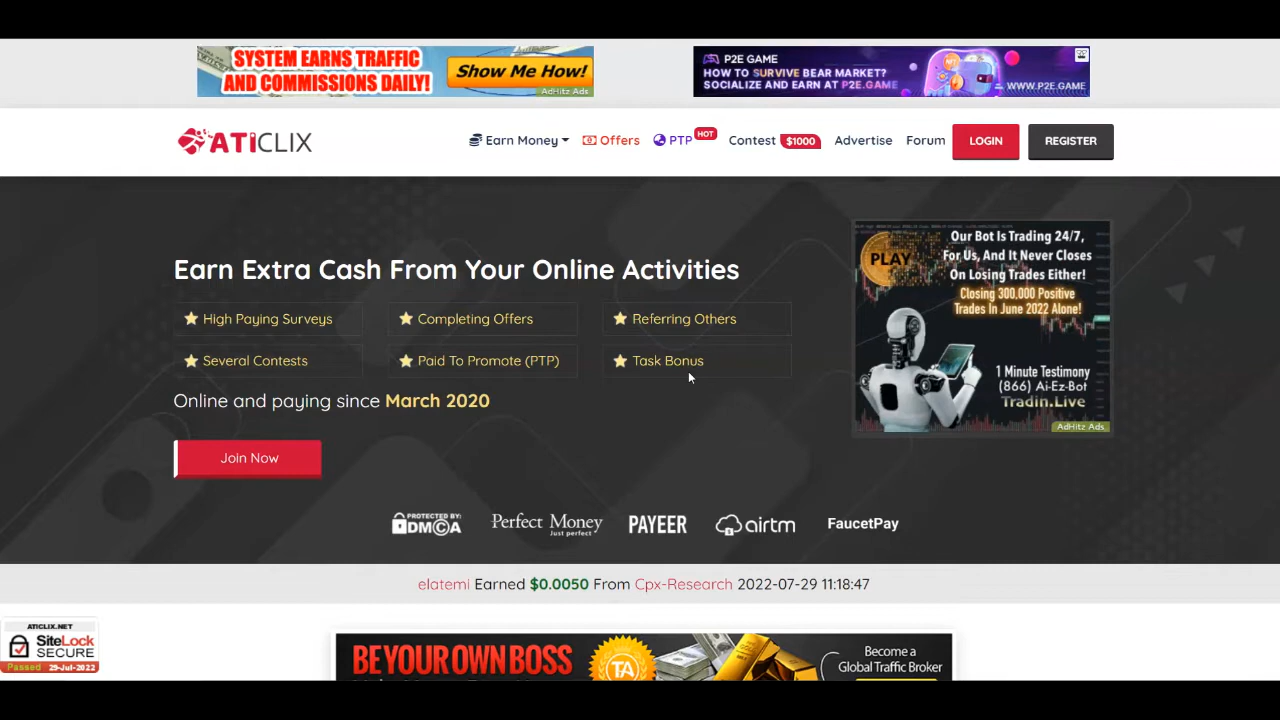 SYSTEM EARNS TRAFFIC
AND COMMISSIONS DAILY!
Show Me How!
AdHitz Ads
P2E GAME
HOW TO SURVIVE BEAR MARKET?
SOCIALIZE AND EARN AT P2E.GAME
NFT
WWW.P2E.GAME
ATICLIX
Earn Money
Offers
PTP HOT
Contest $1000
Advertise
Forum
LOGIN
REGISTER
Earn Extra Cash From Your Online Activities
High Paying Surveys
Completing Offers
Referring Others
Several Contests
Paid To Promote (PTP)
Task Bonus
Online and paying since March 2020
Join Now
PLAY
Our Bot Is Trading 24/7,
For Us, And It Never Closes
On Losing Trades Either!
Closing 300,000 Positive
Trades In June 2022 Alone!
1 Minute Testimony
(866) Ai-Ez-Bot
Tradin.Live
AdHitz Ads
PROTECTED BY:
DMCA
Perfect Money
Just perfect
PAYEER
airtm
FaucetPay
elatemi Earned $0.0050 From Cpx-Research 2022-07-29 11:18:47
ATICLIX.NET
SiteLock
SECURE
Passed 29-Jul-2022
BE YOUR OWN BOSS
TA
Become a
Global Traffic Broker